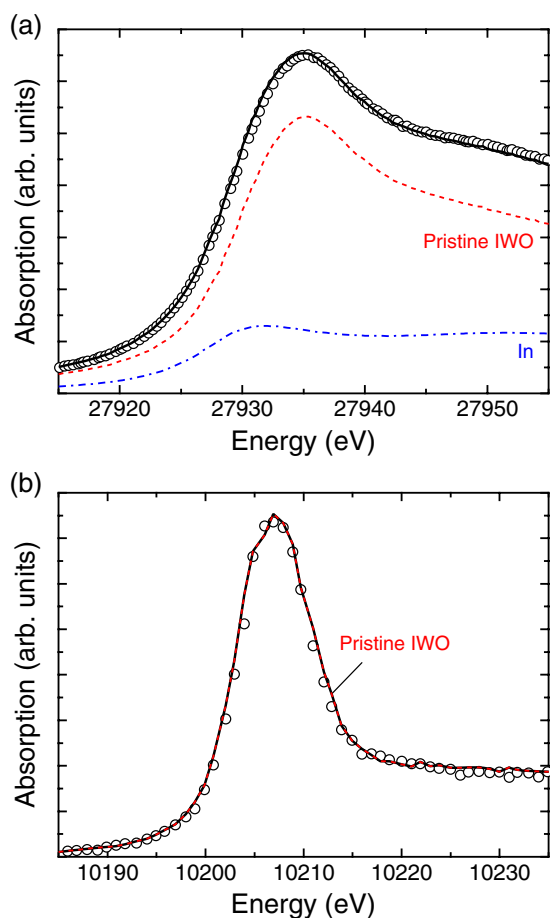 (a)
Absorption (arb. units)
Pristine IWO
In
27920 27930 27940 27950
Energy (eV)
(b)
Absorption (arb. units)
Pristine IWO
10190 10200 10210 10220 10230
Energy (eV)